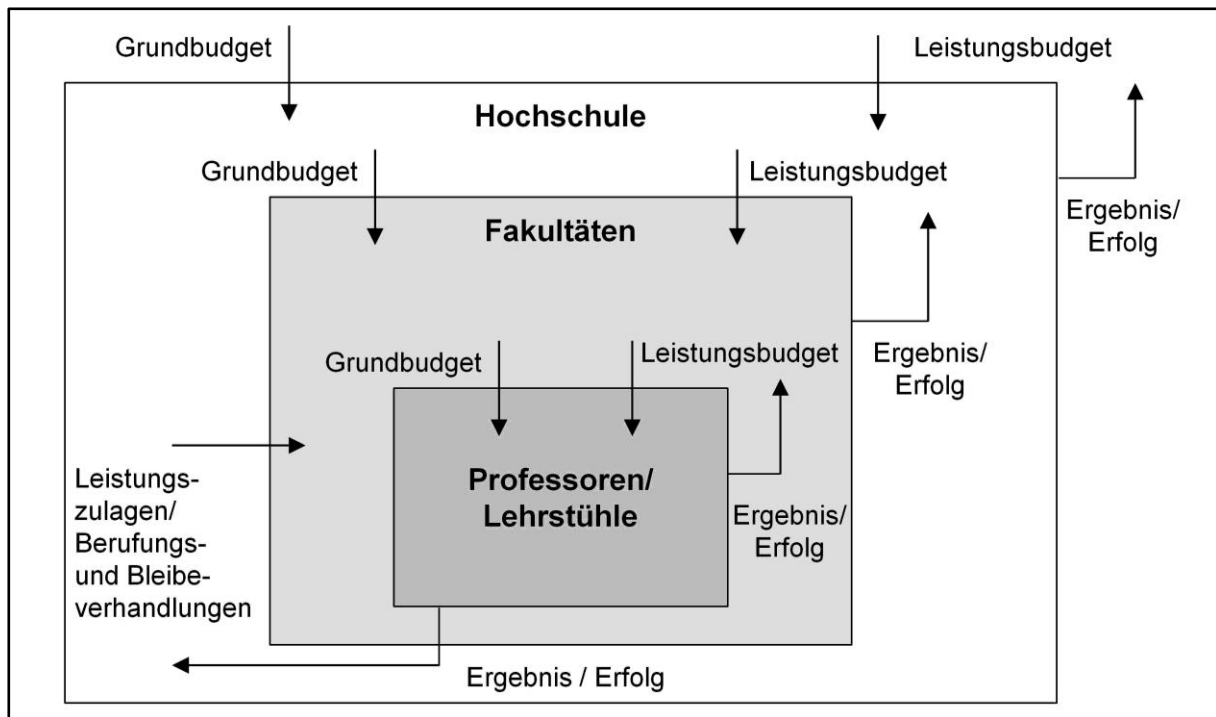 Grundbudget
Leistungsbudget
Hochschule
Grundbudget
Leistungsbudget
Ergebnis/
Erfolg
Fakultäten
Grundbudget
Leistungsbudget
Ergebnis/
Erfolg
Leistungs-
zulagen/
Berufungs-
und Bleibe-
verhandlungen
Professoren/
Lehrstühle
Ergebnis/
Erfolg
Ergebnis / Erfolg